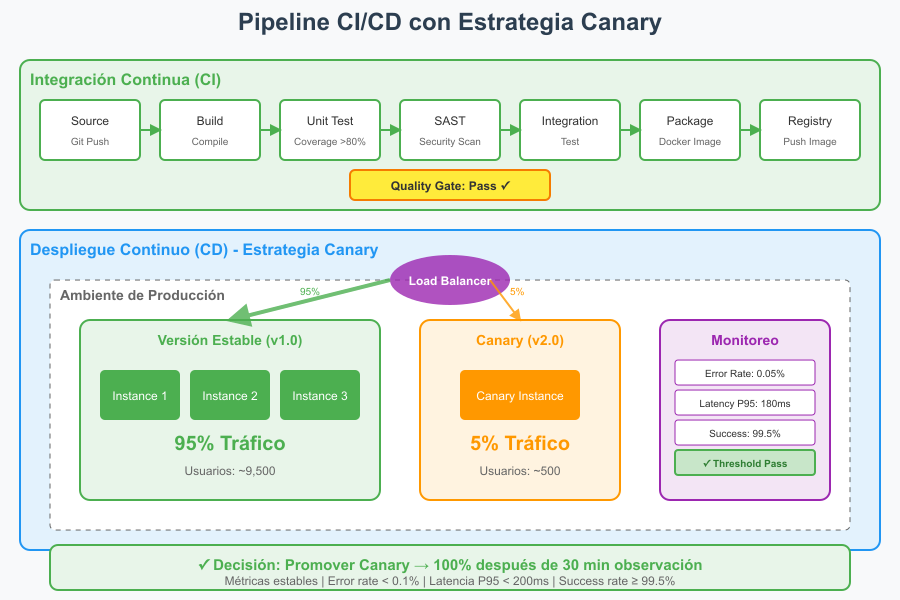 Pipeline CI/CD con Estrategia Canary
Integración Continua (CI)
Source
Git Push
Build
Compile
Unit Test
Coverage >80%
SAST
Security Scan
Integration
Test
Package
Docker Image
Registry
Push Image
Quality Gate: Pass ✓
Despliegue Continuo (CD) - Estrategia Canary
Load Balancer
Ambiente de Producción
95%
5%
Versión Estable (v1.0)
Instance 1
Instance 2
Instance 3
95% Tráfico
Usuarios: ~9,500
Canary (v2.0)
Canary Instance
5% Tráfico
Usuarios: ~500
Monitoreo
Error Rate: 0.05%
Latency P95: 180ms
Success: 99.5%
✓ Threshold Pass
✓ Decisión: Promover Canary → 100% después de 30 min observación
Métricas estables | Error rate < 0.1% | Latencia P95 < 200ms | Success rate ≥ 99.5%